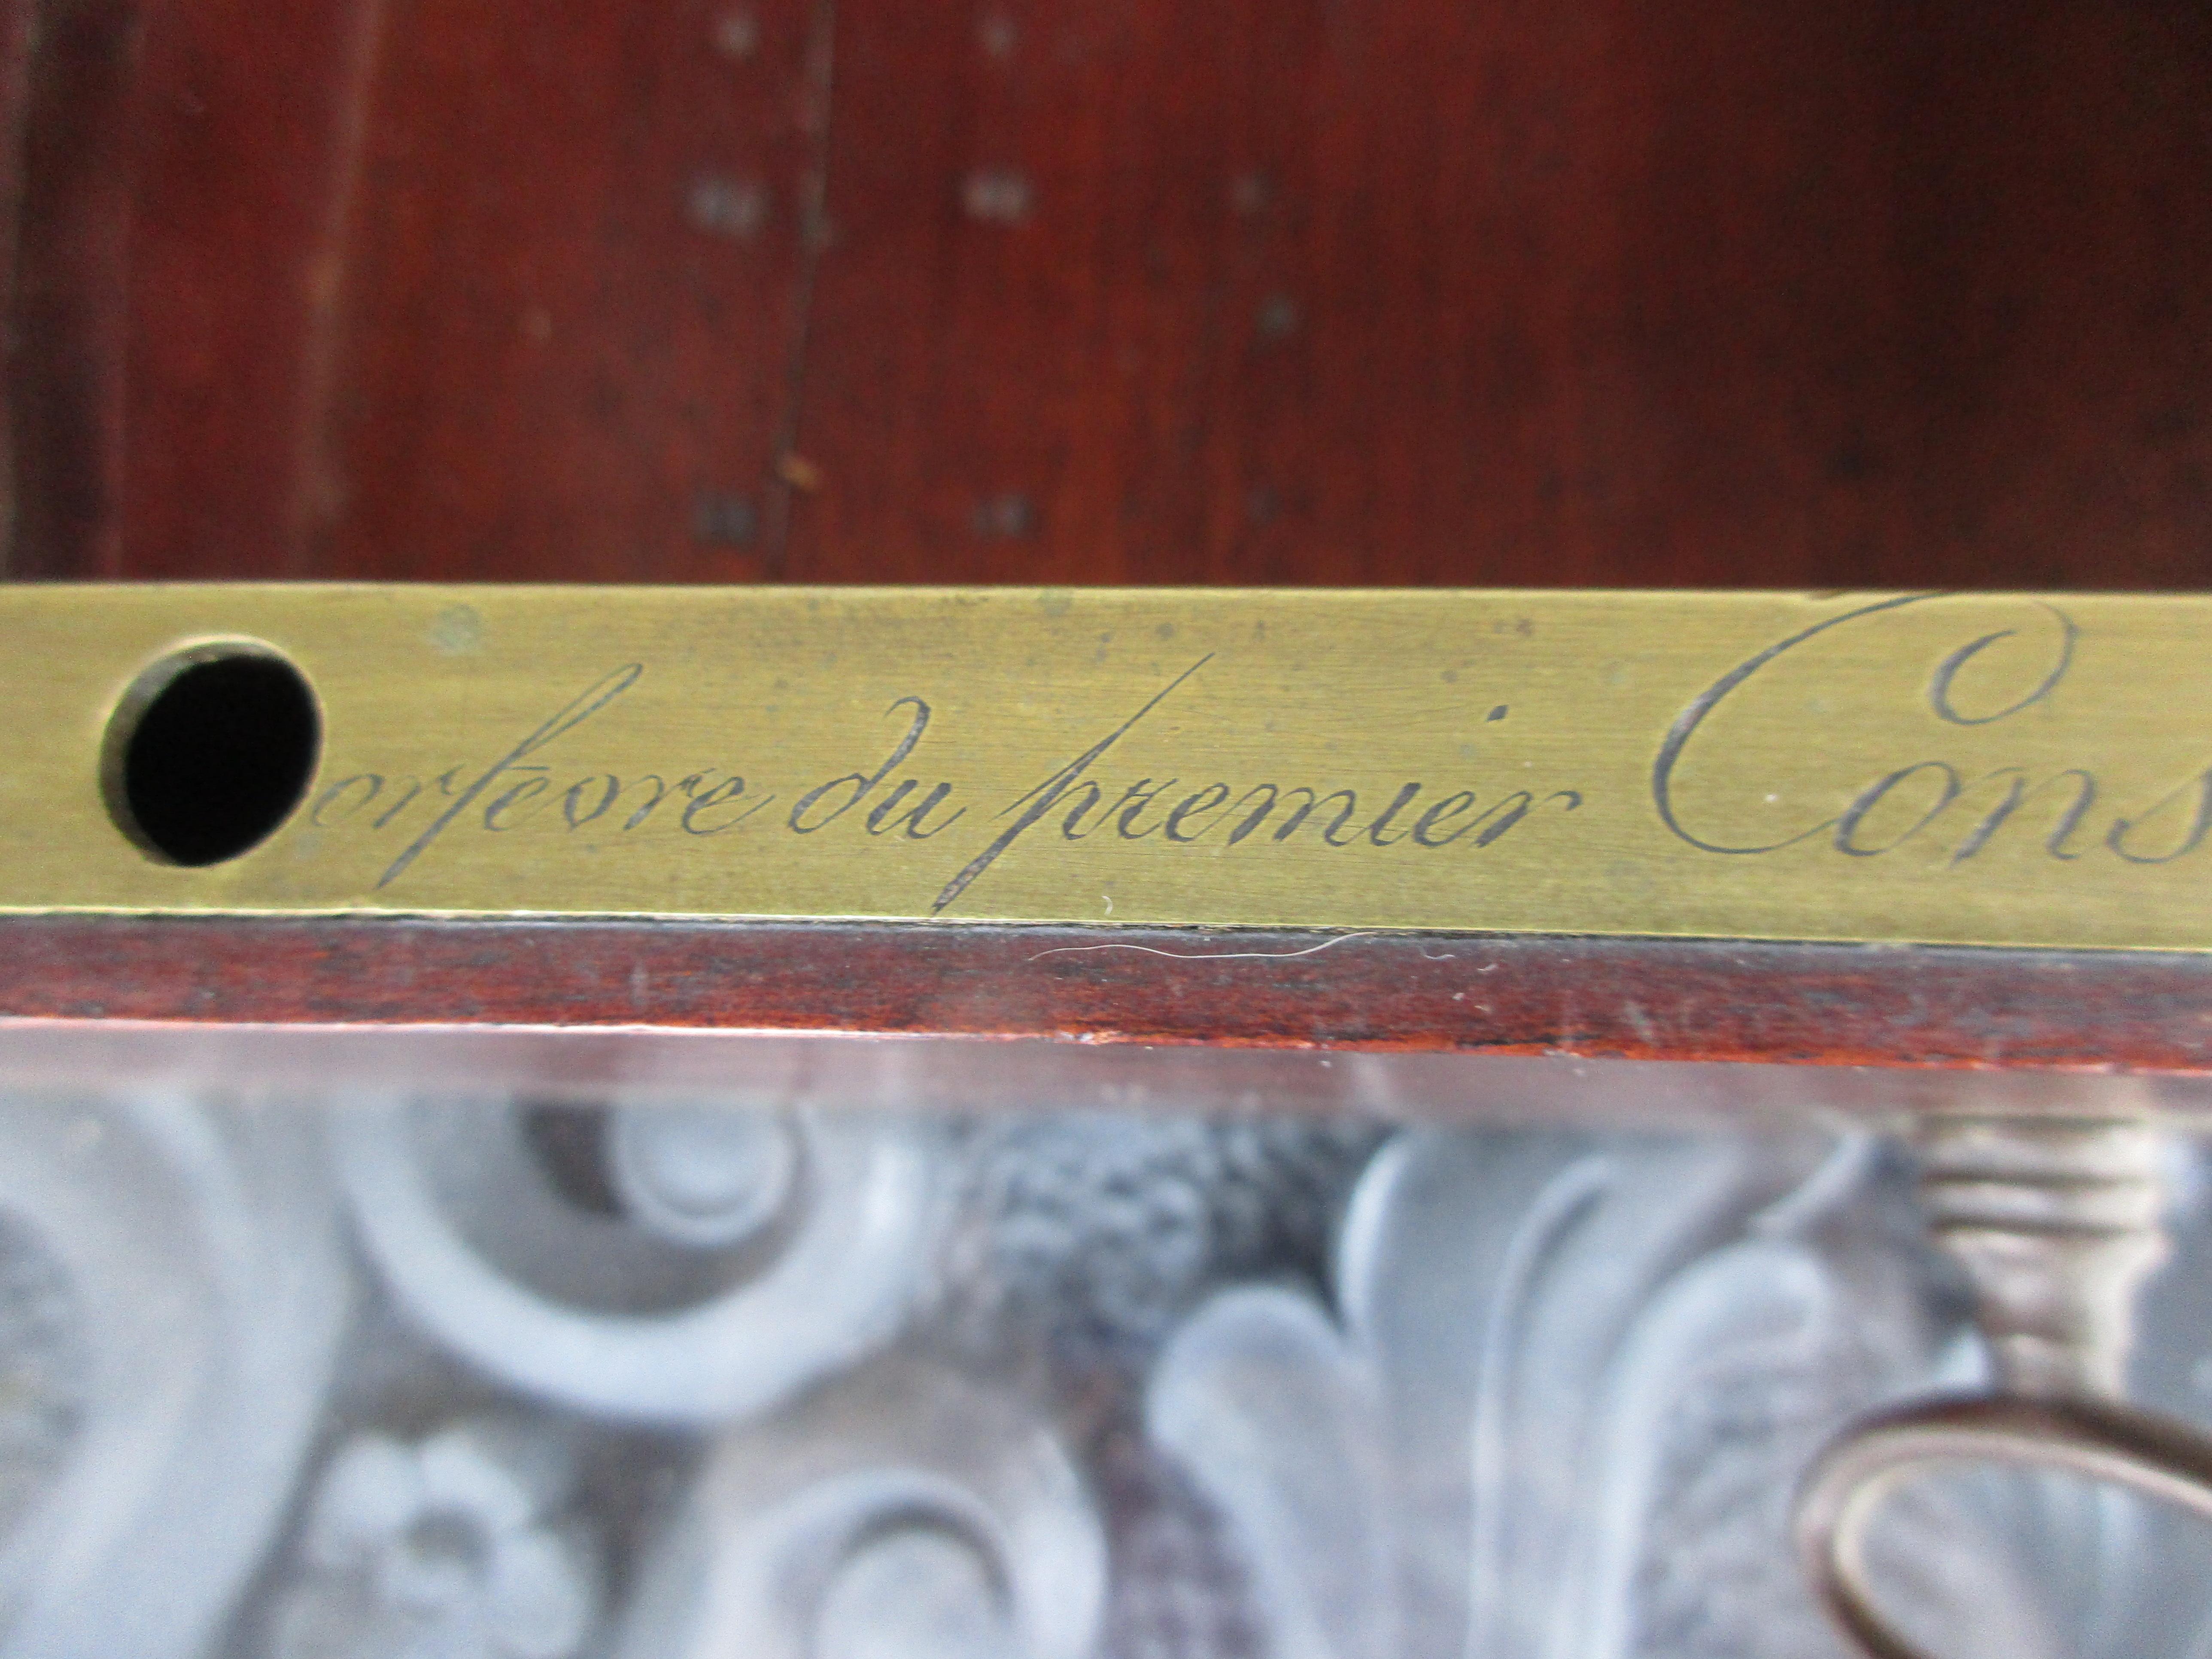 orfèvre du premier Cons